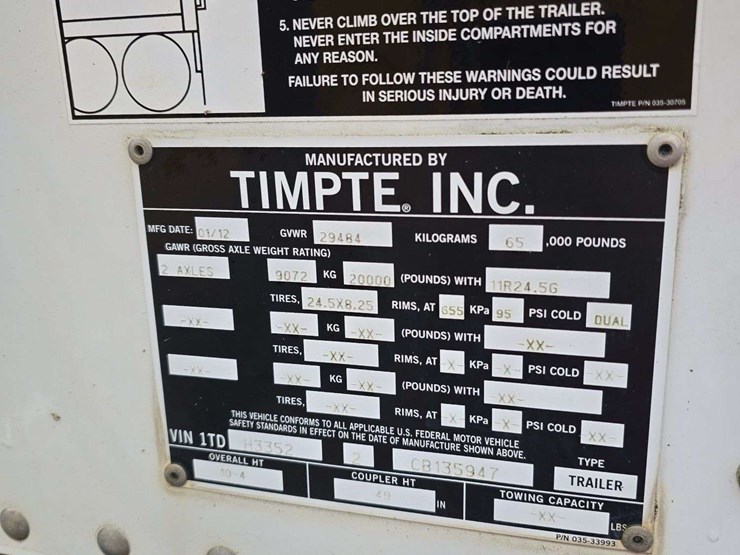 5. NEVER CLIMB OVER THE TOP OF THE TRAILER.
NEVER ENTER THE INSIDE COMPARTMENTS FOR
ANY REASON.
FAILURE TO FOLLOW THESE WARNINGS COULD RESULT
IN SERIOUS INJURY OR DEATH.
TIMPTE P/N 035-30705
MANUFACTURED BY
TIMPTE® INC.
MFG DATE: 01/12 GVWR 29484 KILOGRAMS 65 ,000 POUNDS
GAWR (GROSS AXLE WEIGHT RATING)
2 AXLES 9072 KG 20000 (POUNDS) WITH 11R24.5G
TIRES, 24.5X8.25 RIMS, AT 655 KPa 95 PSI COLD DUAL
-XX- -XX- KG -XX- (POUNDS) WITH -XX-
TIRES, -XX- RIMS, AT -X- KPa -X- PSI COLD -XX-
-XX- -XX- KG -XX- (POUNDS) WITH -XX-
TIRES, -XX- RIMS, AT -X- KPa -X- PSI COLD -XX-
THIS VEHICLE CONFORMS TO ALL APPLICABLE U.S. FEDERAL MOTOR VEHICLE
SAFETY STANDARDS IN EFFECT ON THE DATE OF MANUFACTURE SHOWN ABOVE.
VIN 1TD H3352 2 CB135947 TYPE
TRAILER
OVERALL HT COUPLER HT TOWING CAPACITY
10-4 49 IN -XX- LBS
P/N 035-33993